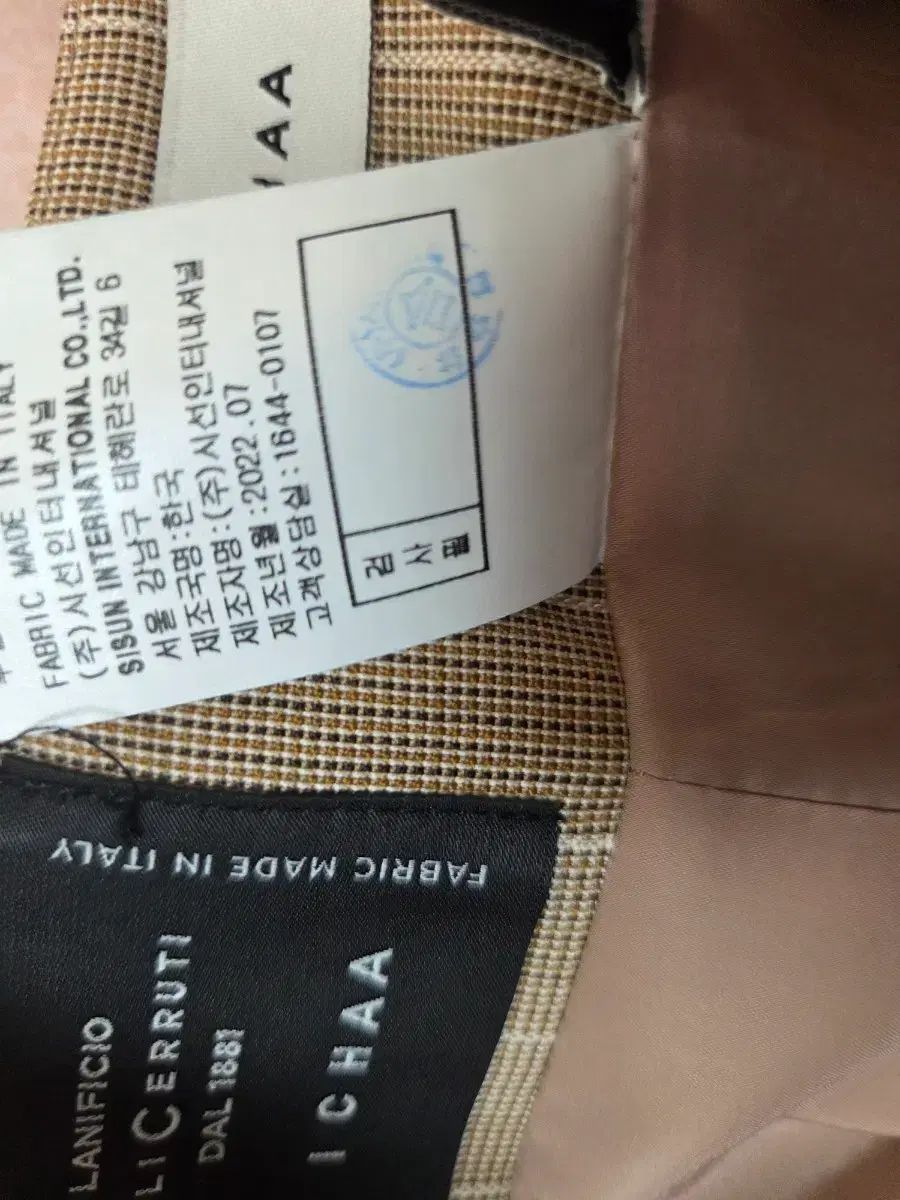 FABRIC MADE IN ITALY
(주)시선인터내셔널
SISUN INTERNATIONAL CO.,LTD.
서울 강남구 테헤란로 34길 6
제조국명:한국
제조자명:(주)시선인터내셔널
제조년월:2022.07
고객상담실:1644-0107
검사필
HAA
FABRIC MADE IN ITALY
LANIFICIO
CERRUTI
DAL 1881
ICHAA